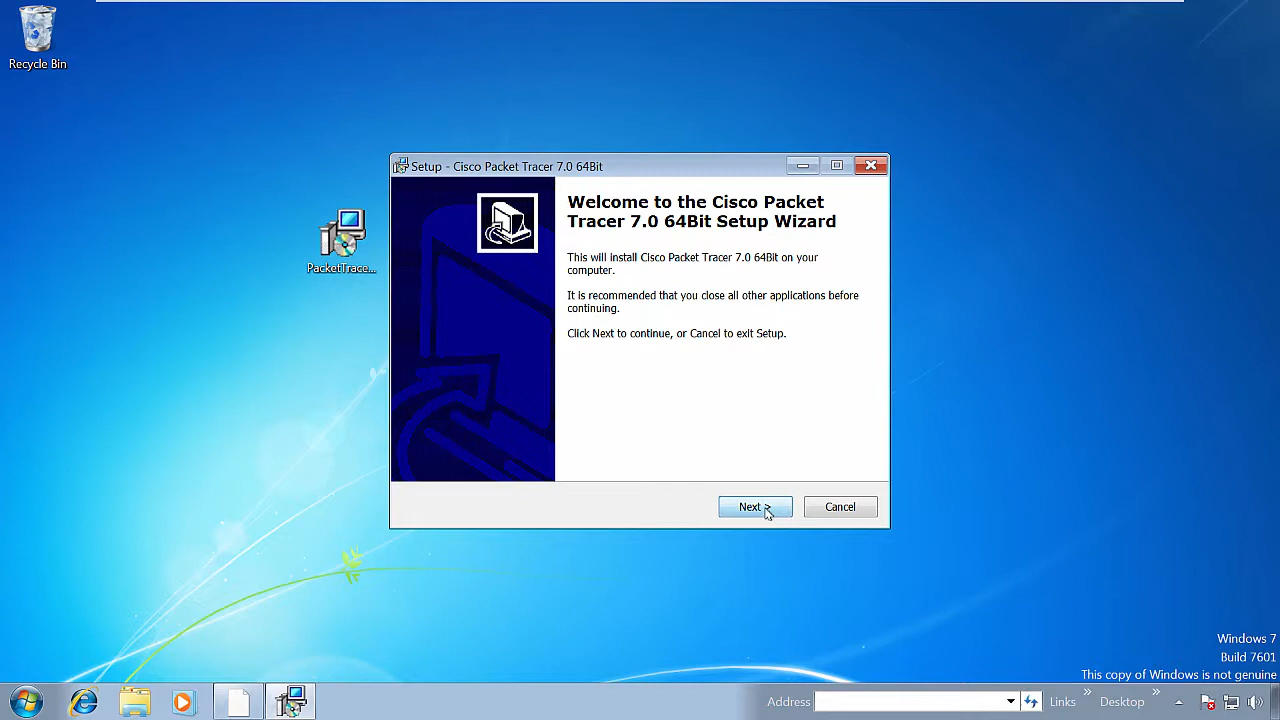 Recycle Bin
PacketTrace...
Setup - Cisco Packet Tracer 7.0 64Bit
Welcome to the Cisco Packet
Tracer 7.0 64Bit Setup Wizard
This will install Cisco Packet Tracer 7.0 64Bit on your
computer.
It is recommended that you close all other applications before
continuing.
Click Next to continue, or Cancel to exit Setup.
Next >
Cancel
Windows 7
Build 7601
This copy of Windows is not genuine
Address
Links
»
Desktop
»